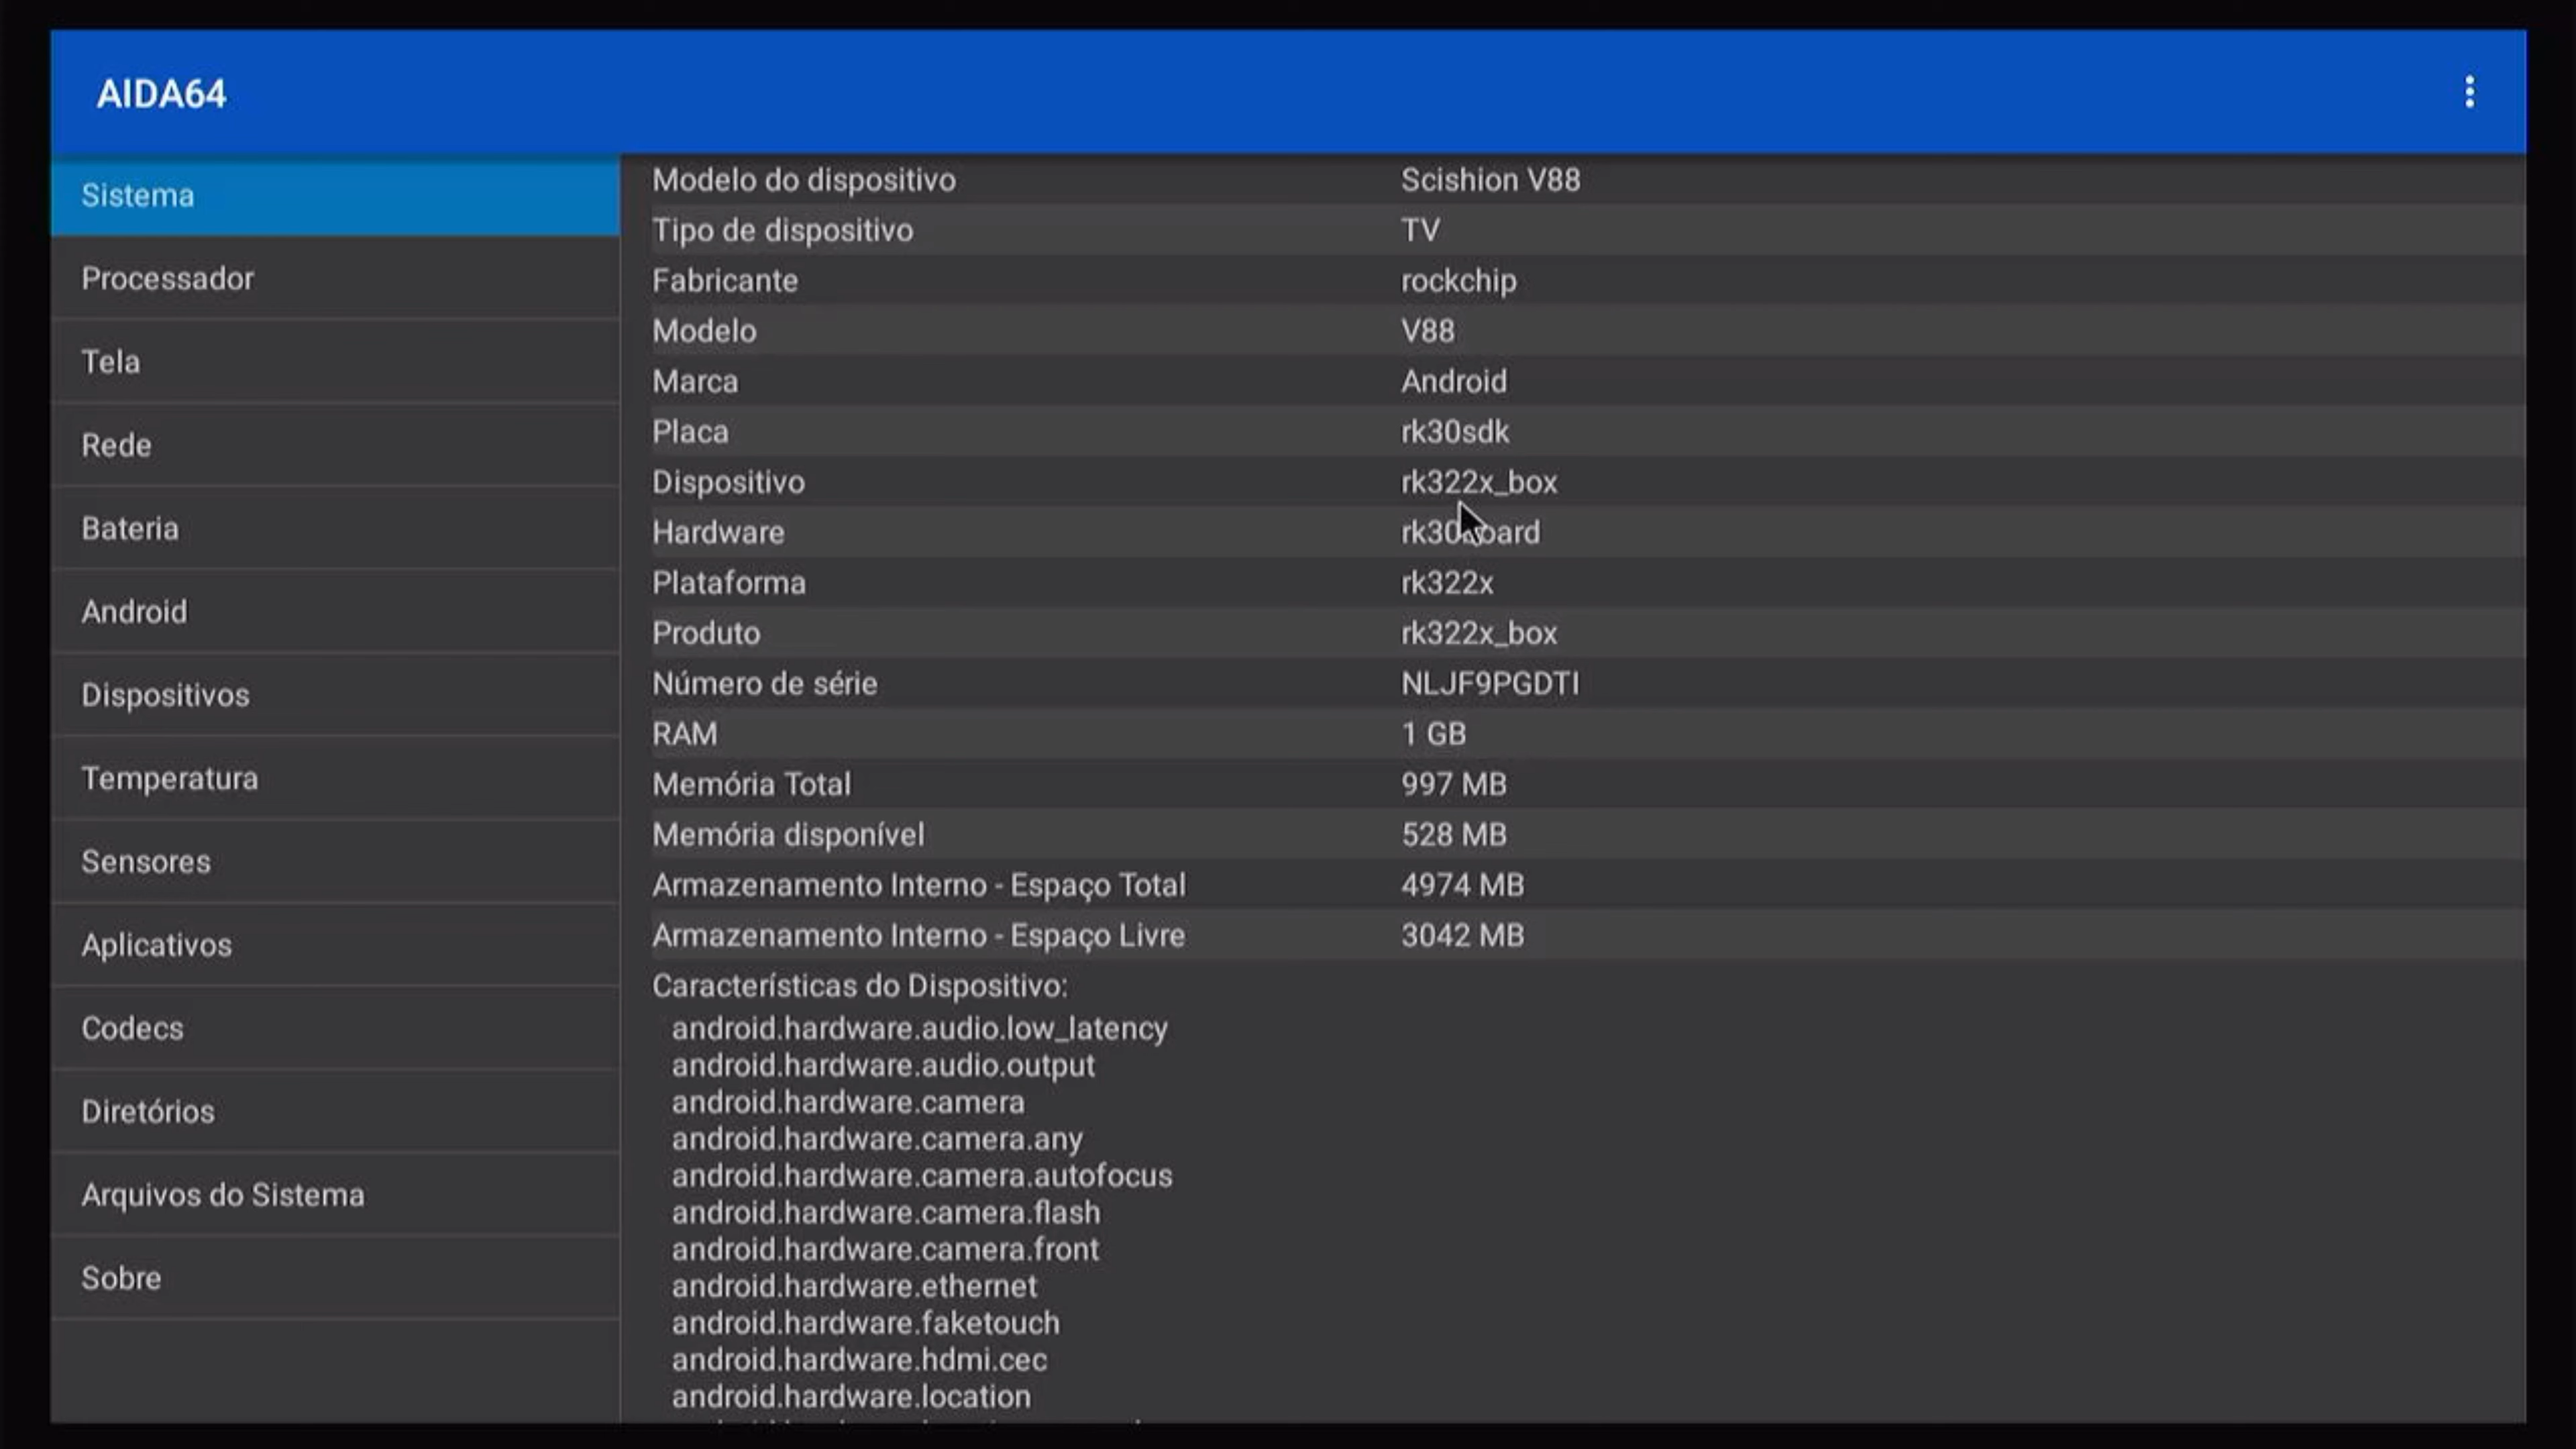 AIDA64
Sistema
Processador
Tela
Rede
Bateria
Android
Dispositivos
Temperatura
Sensores
Aplicativos
Codecs
Diretórios
Arquivos do Sistema
Sobre
Modelo do dispositivo Scishion V88
Tipo de dispositivo TV
Fabricante rockchip
Modelo V88
Marca Android
Placa rk30sdk
Dispositivo rk322x_box
Hardware
Plataforma rk322x
Produto rk322x_box
Número de série NLJF9PGDTI
RAM 1 GB
Memória Total 997 MB
Memória disponível 528 MB
Armazenamento Interno - Espaço Total 4974 MB
Armazenamento Interno - Espaço Livre 3042 MB
Características do Dispositivo:
android.hardware.audio.low_latency
android.hardware.audio.output
android.hardware.camera
android.hardware.camera.any
android.hardware.camera.autofocus
android.hardware.camera.flash
android.hardware.camera.front
android.hardware.ethernet
android.hardware.faketouch
android.hardware.hdmi.cec
android.hardware.location